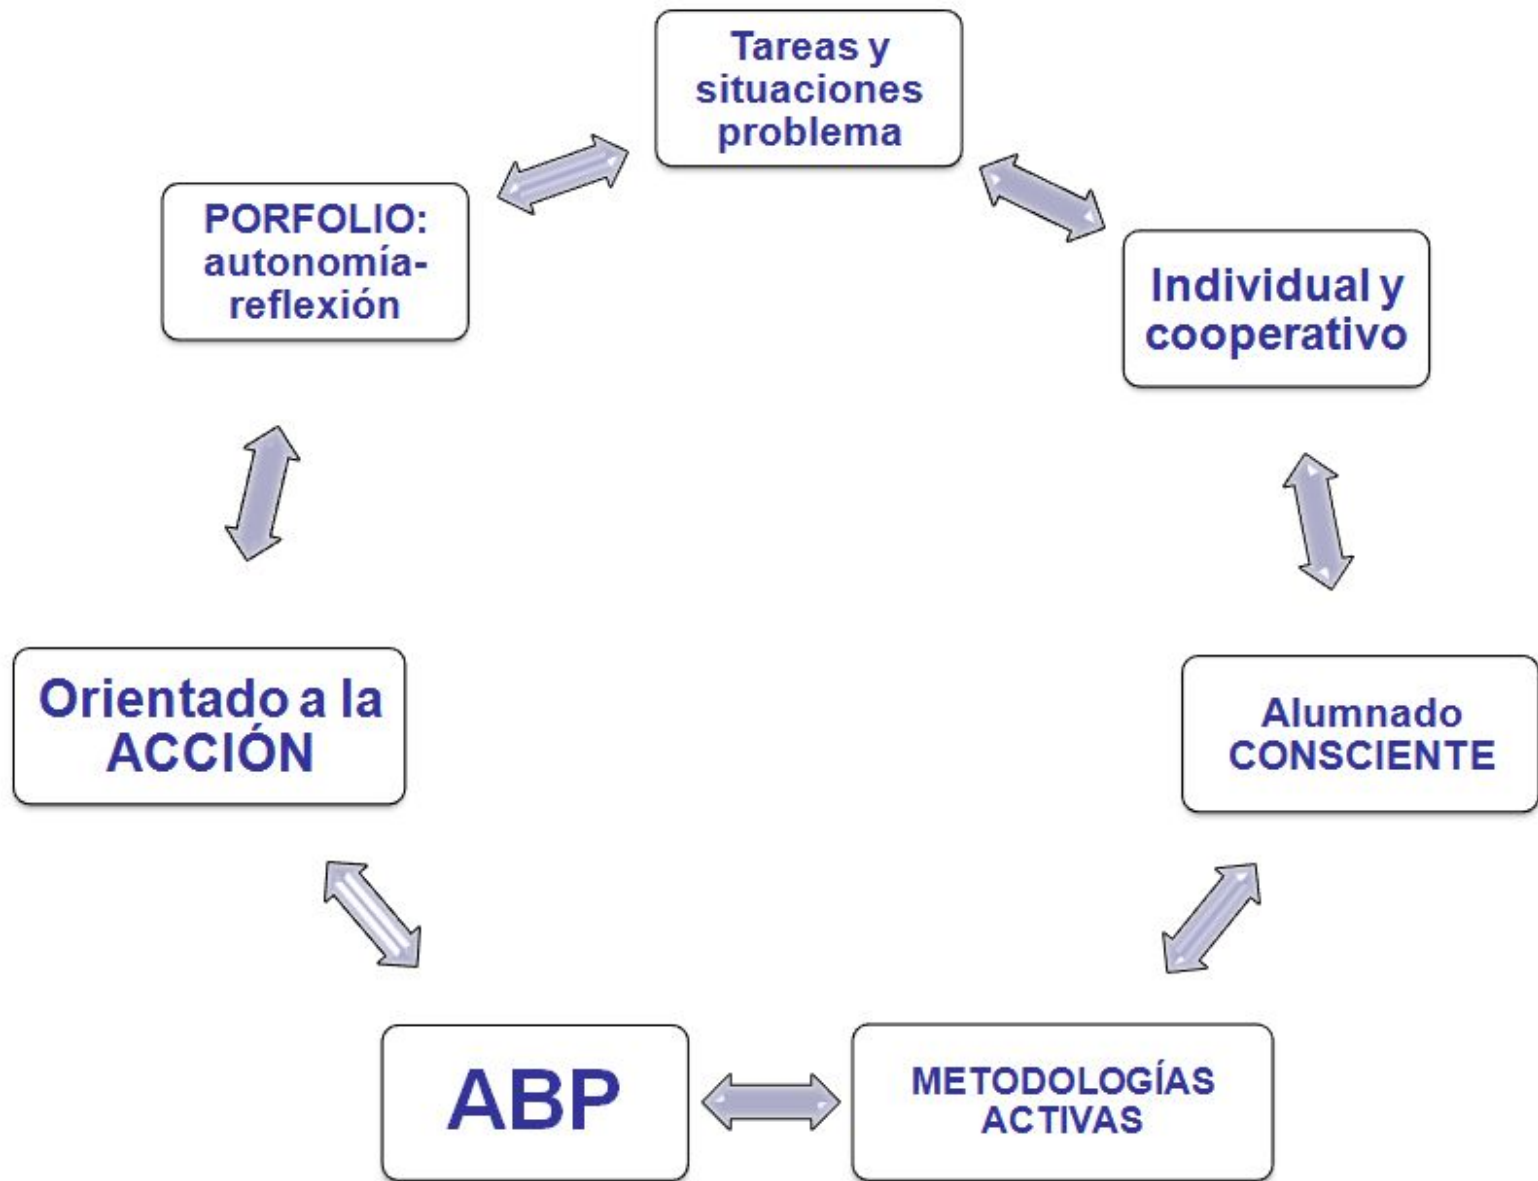 Tareas y
situaciones
problema
PORFOLIO:
autonomía-
reflexión
Individual y
cooperativo
Orientado a la
ACCIÓN
Alumnado
CONSCIENTE
ABP
METODOLOGÍAS
ACTIVAS